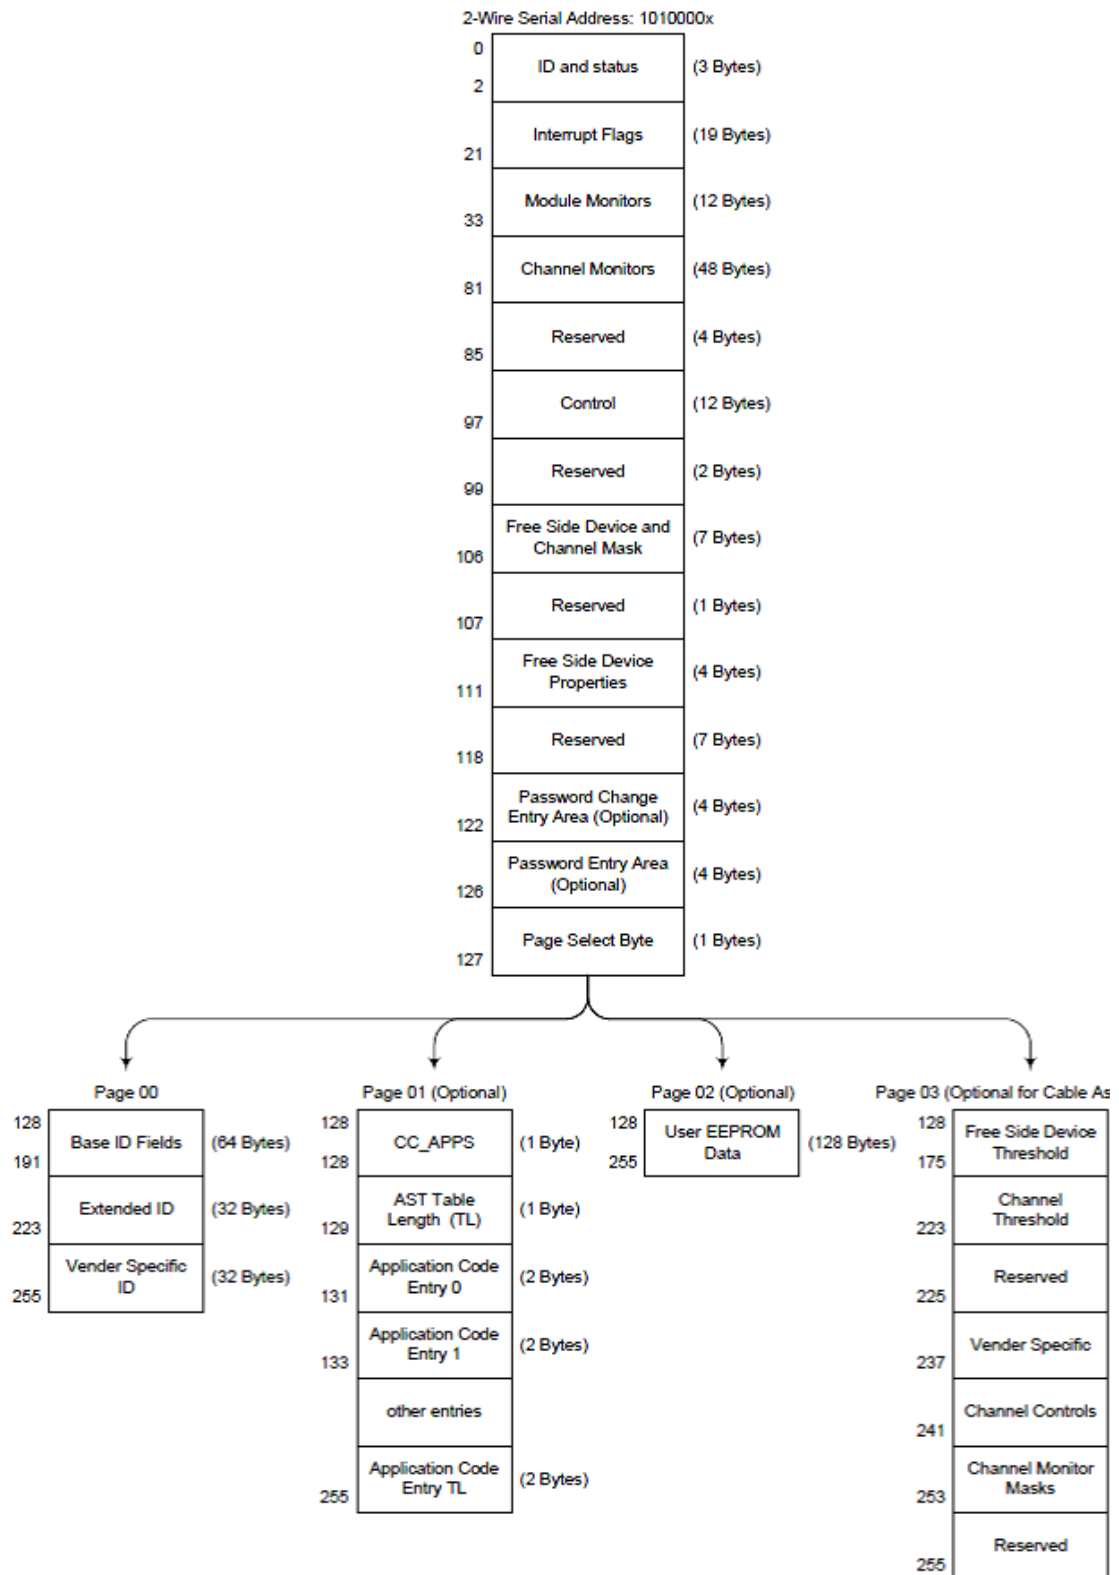 2-Wire Serial Address: 1010000x
0
ID and status
(3 Bytes)
2
Interrupt Flags
(19 Bytes)
21
Module Monitors
(12 Bytes)
33
Channel Monitors
(48 Bytes)
81
Reserved
(4 Bytes)
85
Control
(12 Bytes)
97
Reserved
(2 Bytes)
99
Free Side Device and
Channel Mask
(7 Bytes)
106
Reserved
(1 Bytes)
107
Free Side Device
Properties
(4 Bytes)
111
Reserved
(7 Bytes)
118
Password Change
Entry Area (Optional)
(4 Bytes)
122
Password Entry Area
(Optional)
(4 Bytes)
126
Page Select Byte
(1 Bytes)
127
Page 00
128
Base ID Fields
(64 Bytes)
191
Extended ID
(32 Bytes)
223
Vender Specific
ID
(32 Bytes)
255
Page 01 (Optional)
128
CC_APPS
(1 Byte)
128
AST Table
Length (TL)
(1 Byte)
129
Application Code
Entry 0
(2 Bytes)
131
Application Code
Entry 1
(2 Bytes)
133
other entries
Application Code
Entry TL
(2 Bytes)
255
Page 02 (Optional)
128
User EEPROM
Data
(128 Bytes)
255
Page 03 (Optional for Cable As
128
Free Side Device
Threshold
175
Channel
Threshold
223
Reserved
225
Vender Specific
237
Channel Controls
241
Channel Monitor
Masks
253
Reserved
255